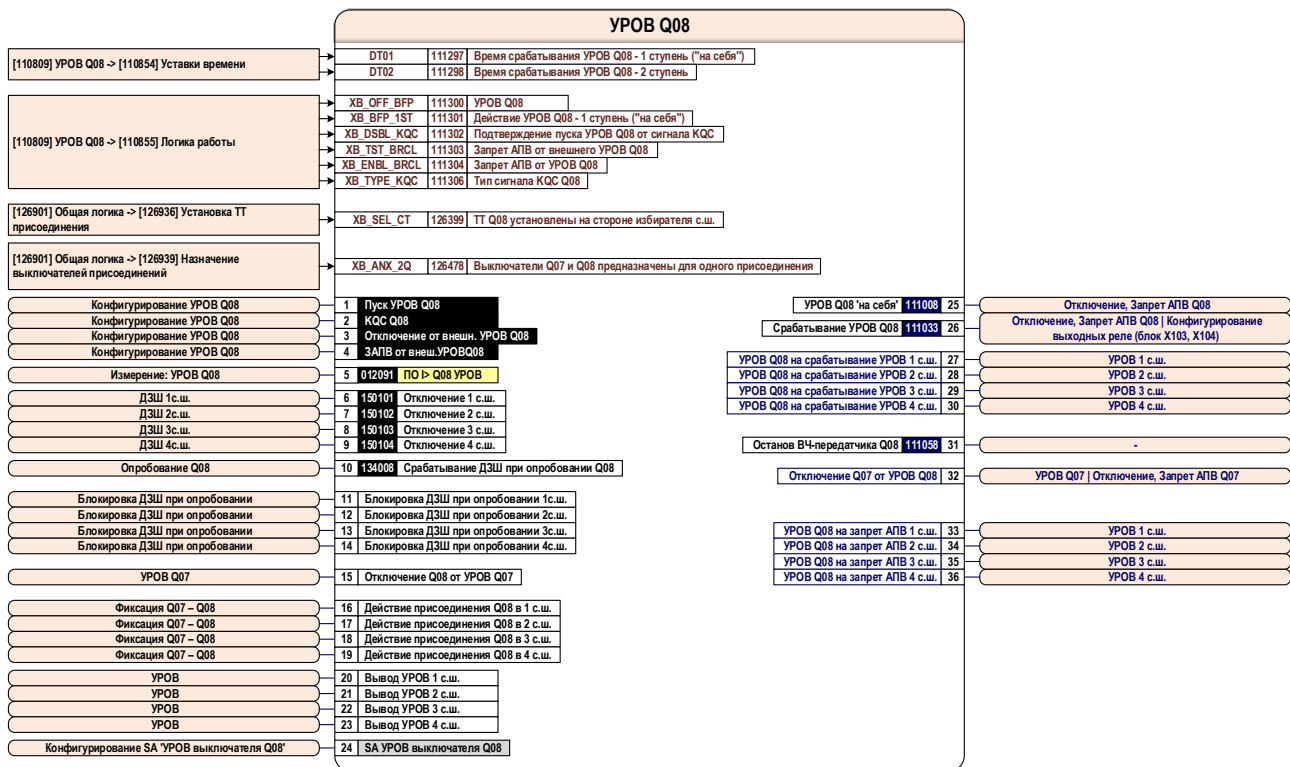 УРОВ Q08
[110809] УРОВ Q08 -> [110854] Уставки времени
DT01 111297 Время срабатывания УРОВ Q08 - 1 ступень ("на себя")
DT02 111298 Время срабатывания УРОВ Q08 - 2 ступень
[110809] УРОВ Q08 -> [110855] Логика работы
XB_OFF_BFP 111300 УРОВ Q08
XB_BFP_1ST 111301 Действие УРОВ Q08 - 1 ступень ("на себя")
XB_DSBL_KQC 111302 Подтверждение пуска УРОВ Q08 от сигнала KQC
XB_TST_BRCL 111303 Запрет АПВ от внешнего УРОВ Q08
XB_ENBL_BRCL 111304 Запрет АПВ от УРОВ Q08
XB_TYPE_KQC 111306 Тип сигнала KQC Q08
[126901] Общая логика -> [126936] Установка ТТ
присоединения
XB_SEL_CT 126399 ТТ Q08 установлены на стороне избирателя с.ш.
[126901] Общая логика -> [126939] Назначение
выключателей присоединений
XB_ANX_2Q 126478 Выключатели Q07 и Q08 предназначены для одного присоединения
Конфигурирование УРОВ Q08 1 Пуск УРОВ Q08
Конфигурирование УРОВ Q08 2 KQC Q08
Конфигурирование УРОВ Q08 3 Отключение от внешн. УРОВ Q08
Конфигурирование УРОВ Q08 4 ЗАПВ от внеш.УРОВQ08
Измерение: УРОВ Q08 5 012091 ПО I> Q08 УРОВ
ДЗШ 1с.ш. 6 150101 Отключение 1 с.ш.
ДЗШ 2с.ш. 7 150102 Отключение 2 с.ш.
ДЗШ 3с.ш. 8 150103 Отключение 3 с.ш.
ДЗШ 4с.ш. 9 150104 Отключение 4 с.ш.
Опробование Q08 10 134008 Срабатывание ДЗШ при опробовании Q08
Блокировка ДЗШ при опробовании 11 Блокировка ДЗШ при опробовании 1с.ш.
Блокировка ДЗШ при опробовании 12 Блокировка ДЗШ при опробовании 2с.ш.
Блокировка ДЗШ при опробовании 13 Блокировка ДЗШ при опробовании 3с.ш.
Блокировка ДЗШ при опробовании 14 Блокировка ДЗШ при опробовании 4с.ш.
УРОВ Q07 15 Отключение Q08 от УРОВ Q07
Фиксация Q07 – Q08 16 Действие присоединения Q08 в 1 с.ш.
Фиксация Q07 – Q08 17 Действие присоединения Q08 в 2 с.ш.
Фиксация Q07 – Q08 18 Действие присоединения Q08 в 3 с.ш.
Фиксация Q07 – Q08 19 Действие присоединения Q08 в 4 с.ш.
УРОВ 20 Вывод УРОВ 1 с.ш.
УРОВ 21 Вывод УРОВ 2 с.ш.
УРОВ 22 Вывод УРОВ 3 с.ш.
УРОВ 23 Вывод УРОВ 4 с.ш.
Конфигурирование SA 'УРОВ выключателя Q08' 24 SA УРОВ выключателя Q08
УРОВ Q08 'на себя' 111008 25 Отключение, Запрет АПВ Q08
Срабатывание УРОВ Q08 111033 26 Отключение, Запрет АПВ Q08 | Конфигурирование
выходных реле (блок X103, X104)
УРОВ Q08 на срабатывание УРОВ 1 с.ш. 27 УРОВ 1 с.ш.
УРОВ Q08 на срабатывание УРОВ 2 с.ш. 28 УРОВ 2 с.ш.
УРОВ Q08 на срабатывание УРОВ 3 с.ш. 29 УРОВ 3 с.ш.
УРОВ Q08 на срабатывание УРОВ 4 с.ш. 30 УРОВ 4 с.ш.
Останов ВЧ-передатчика Q08 111058 31 -
Отключение Q07 от УРОВ Q08 32 УРОВ Q07 | Отключение, Запрет АПВ Q07
УРОВ Q08 на запрет АПВ 1 с.ш. 33 УРОВ 1 с.ш.
УРОВ Q08 на запрет АПВ 2 с.ш. 34 УРОВ 2 с.ш.
УРОВ Q08 на запрет АПВ 3 с.ш. 35 УРОВ 3 с.ш.
УРОВ Q08 на запрет АПВ 4 с.ш. 36 УРОВ 4 с.ш.